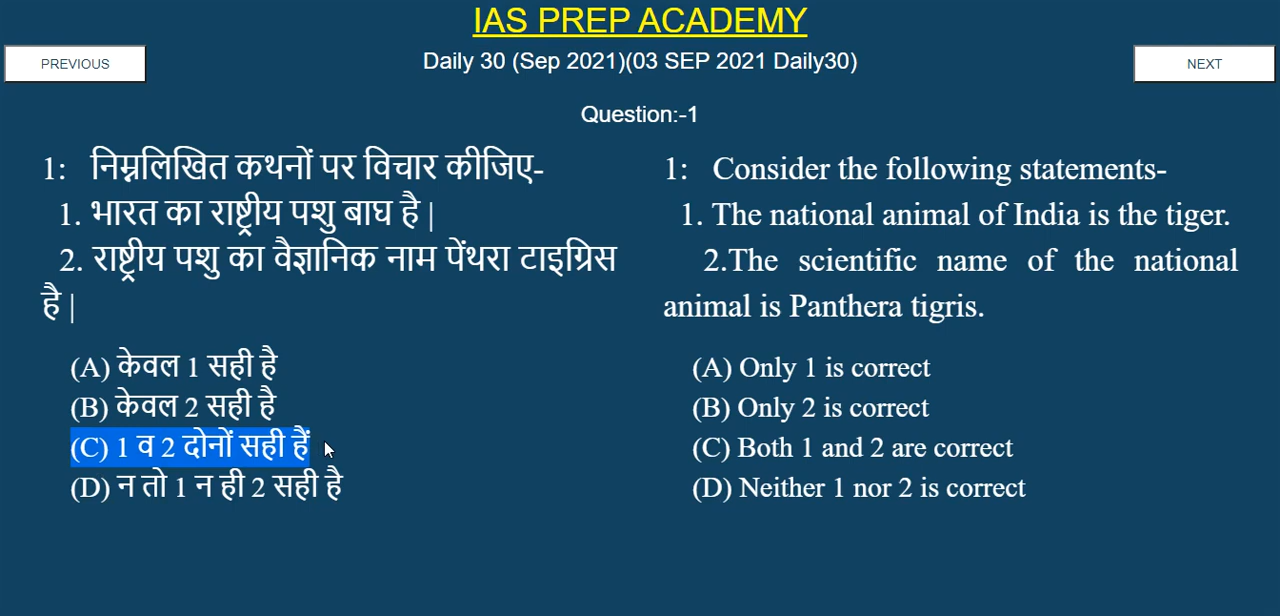 IAS PREP ACADEMY
PREVIOUS
Daily 30 (Sep 2021)(03 SEP 2021 Daily30)
NEXT
Question:-1
1: निम्नलिखित कथनों पर विचार कीजिए-
1. भारत का राष्ट्रीय पशु बाघ है |
2. राष्ट्रीय पशु का वैज्ञानिक नाम पेंथरा टाइग्रिस
है |
(A) केवल 1 सही है
(B) केवल 2 सही है
(C) 1 व 2 दोनों सही हैं
(D) न तो 1 न ही 2 सही है
1: Consider the following statements-
1. The national animal of India is the tiger.
2.The scientific name of the national
animal is Panthera tigris.
(A) Only 1 is correct
(B) Only 2 is correct
(C) Both 1 and 2 are correct
(D) Neither 1 nor 2 is correct